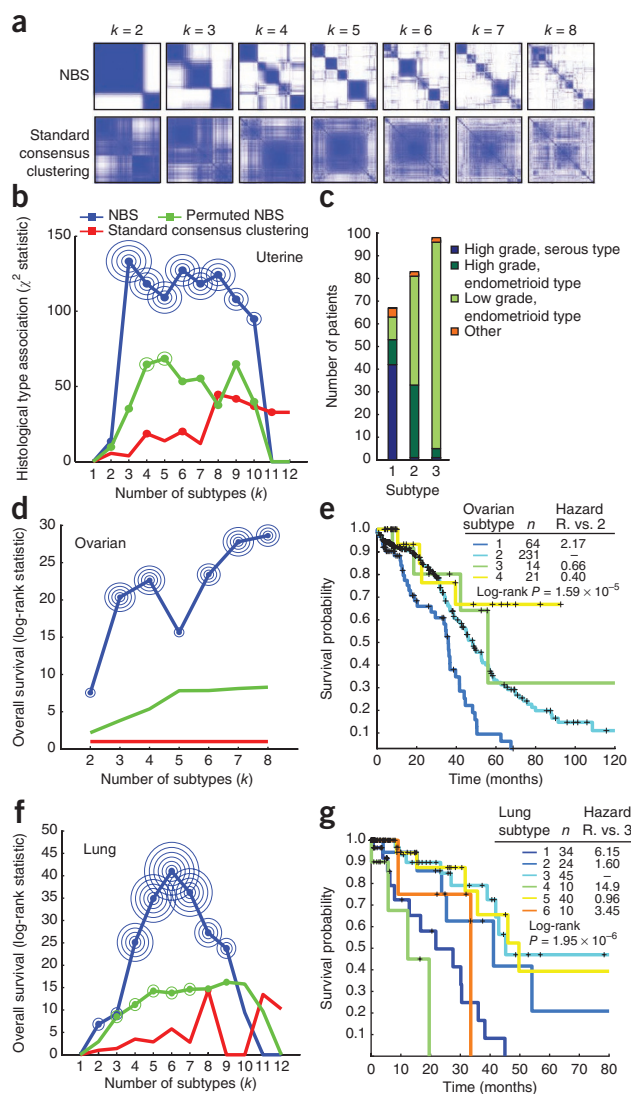 a
k = 2 k = 3 k = 4 k = 5 k = 6 k = 7 k = 8
NBS
Standard
consensus
clustering
b
NBS Permuted NBS
Standard consensus clustering
Uterine
150
100
50
0
Histological type association (χ² statistic)
1 2 3 4 5 6 7 8 9 10 11 12
Number of subtypes (k)
c
High grade, serous type
High grade,
endometrioid type
Low grade,
endometrioid type
Other
100
90
80
70
60
50
40
30
20
10
0
Number of patients
1 2 3
Subtype
d
Ovarian
30
25
20
15
10
5
0
Overall survival (log-rank statistic)
2 3 4 5 6 7 8
Number of subtypes (k)
e
Ovarian subtype n Hazard R. vs. 2
1 64 2.17
2 231 –
3 14 0.66
4 21 0.40
Log-rank P = 1.59 × 10⁻⁵
1.0
0.9
0.8
0.7
0.6
0.5
0.4
0.3
0.2
0.1
Survival probability
0 20 40 60 80 100 120
Time (months)
f
Lung
50
45
40
35
30
25
20
15
10
5
0
Overall survival (log-rank statistic)
1 2 3 4 5 6 7 8 9 10 11 12
Number of subtypes (k)
g
Lung subtype n Hazard R. vs. 3
1 34 6.15
2 24 1.60
3 45 –
4 10 14.9
5 40 0.96
6 10 3.45
Log-rank
P = 1.95 × 10⁻⁶
1.0
0.9
0.8
0.7
0.6
0.5
0.4
0.3
0.2
0.1
Survival probability
0 10 20 30 40 50 60 70 80
Time (months)